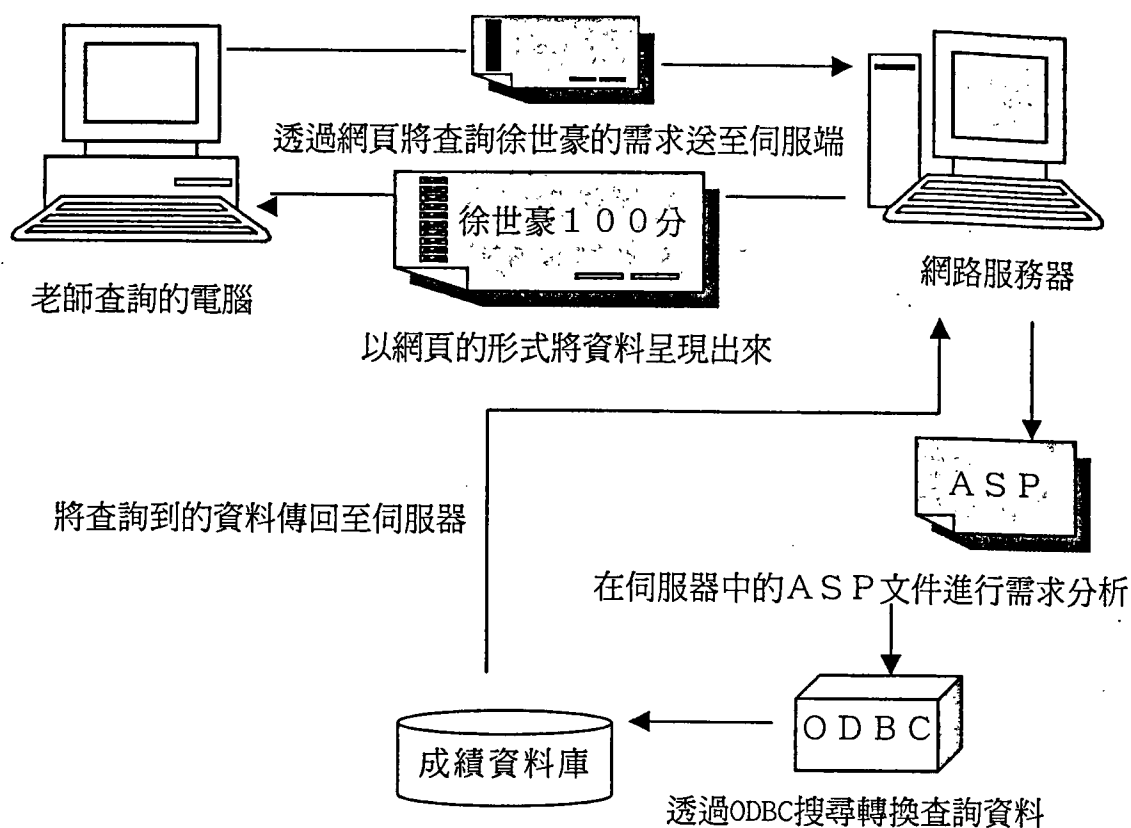 透過網頁將查詢徐世豪的需求送至伺服端
徐世豪１００分
老師查詢的電腦
網路服務器
以網頁的形式將資料呈現出來
ＡＳＰ
將查詢到的資料傳回至伺服器
在伺服器中的ＡＳＰ文件進行需求分析
ＯＤＢＣ
成績資料庫
透過ODBC搜尋轉換查詢資料